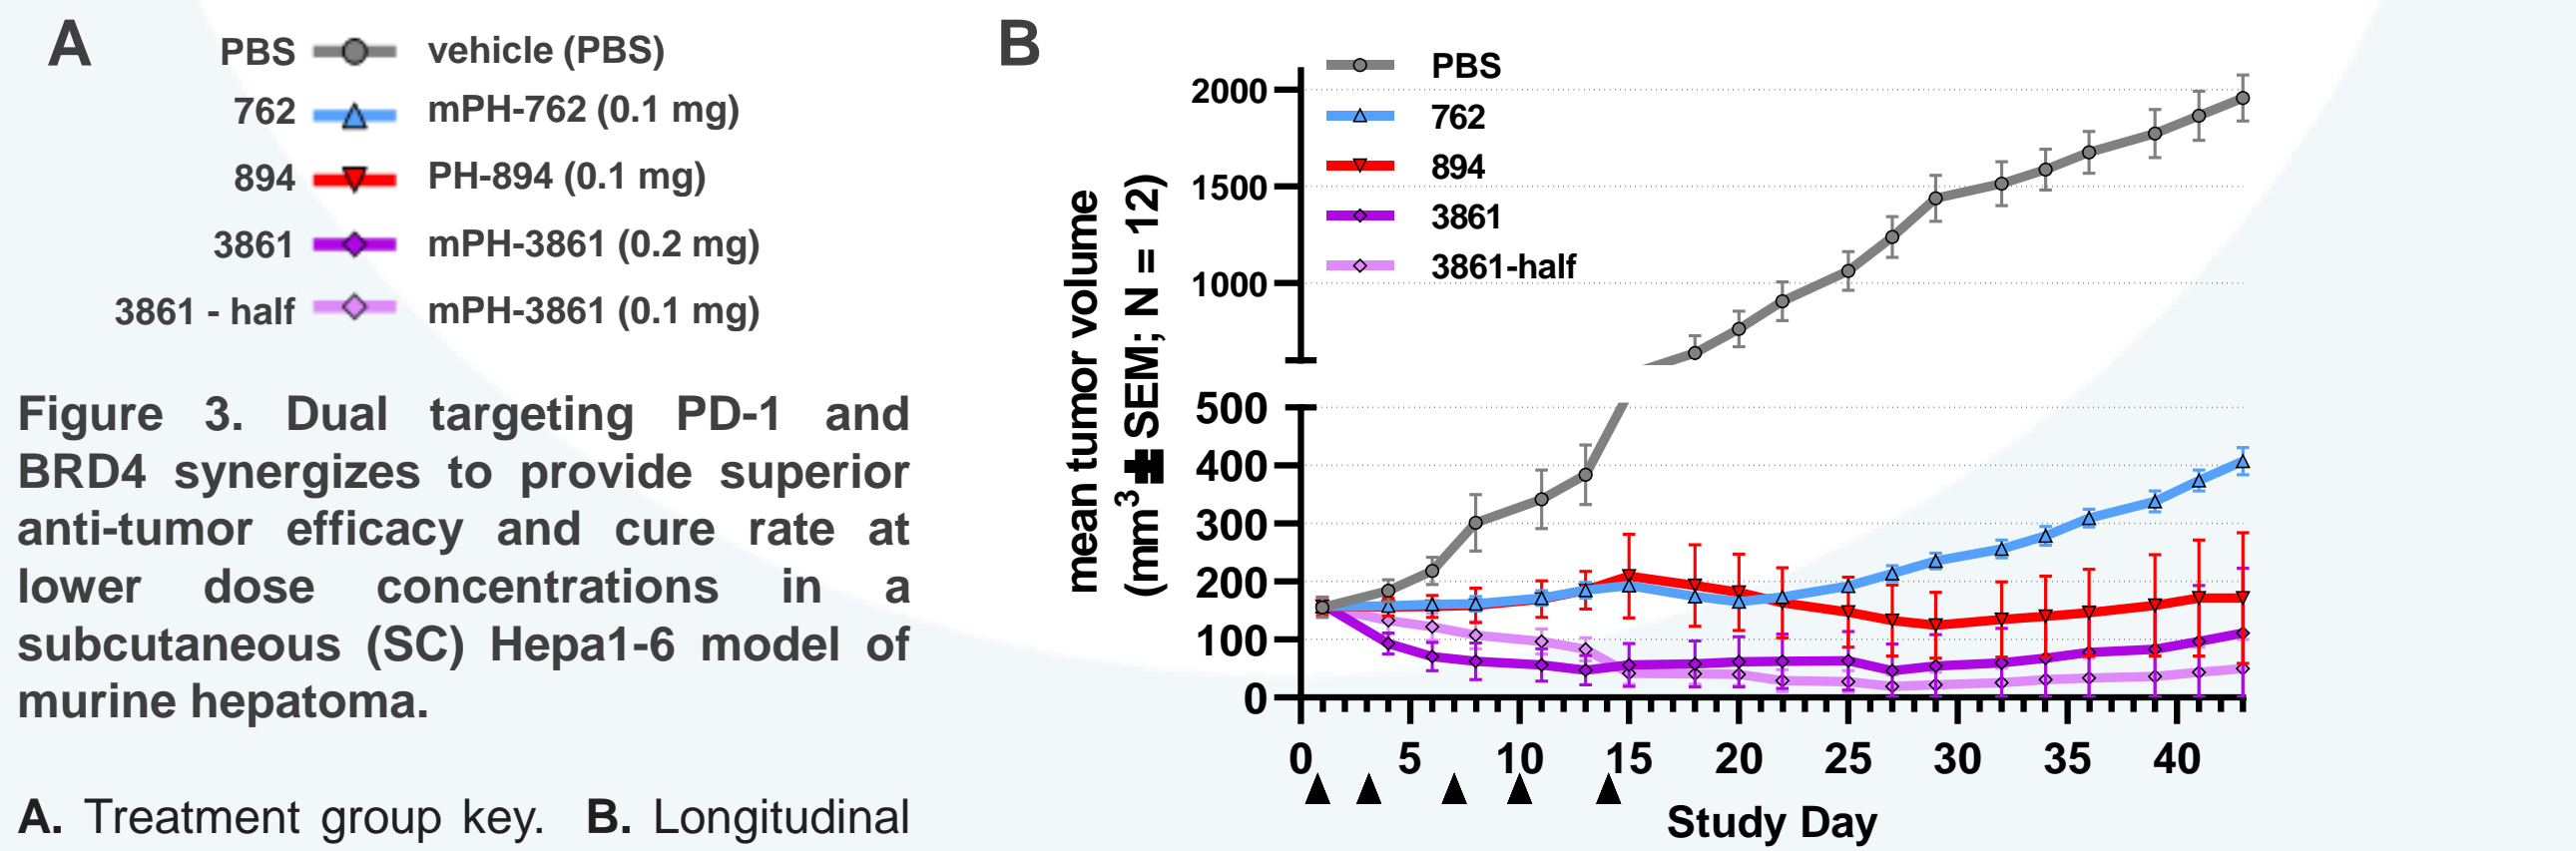 A
PBS vehicle (PBS)
762 mPH-762 (0.1 mg)
894 PH-894 (0.1 mg)
3861 mPH-3861 (0.2 mg)
3861 - half mPH-3861 (0.1 mg)
Figure 3. Dual targeting PD-1 and
BRD4 synergizes to provide superior
anti-tumor efficacy and cure rate at
lower dose concentrations in a
subcutaneous (SC) Hepa1-6 model of
murine hepatoma.
A. Treatment group key. B. Longitudinal
B
PBS
762
894
3861
3861-half
mean tumor volume
(mm³ ± SEM; N = 12)
2000
1500
1000
500
400
300
200
100
0
0 5 10 15 20 25 30 35 40
Study Day